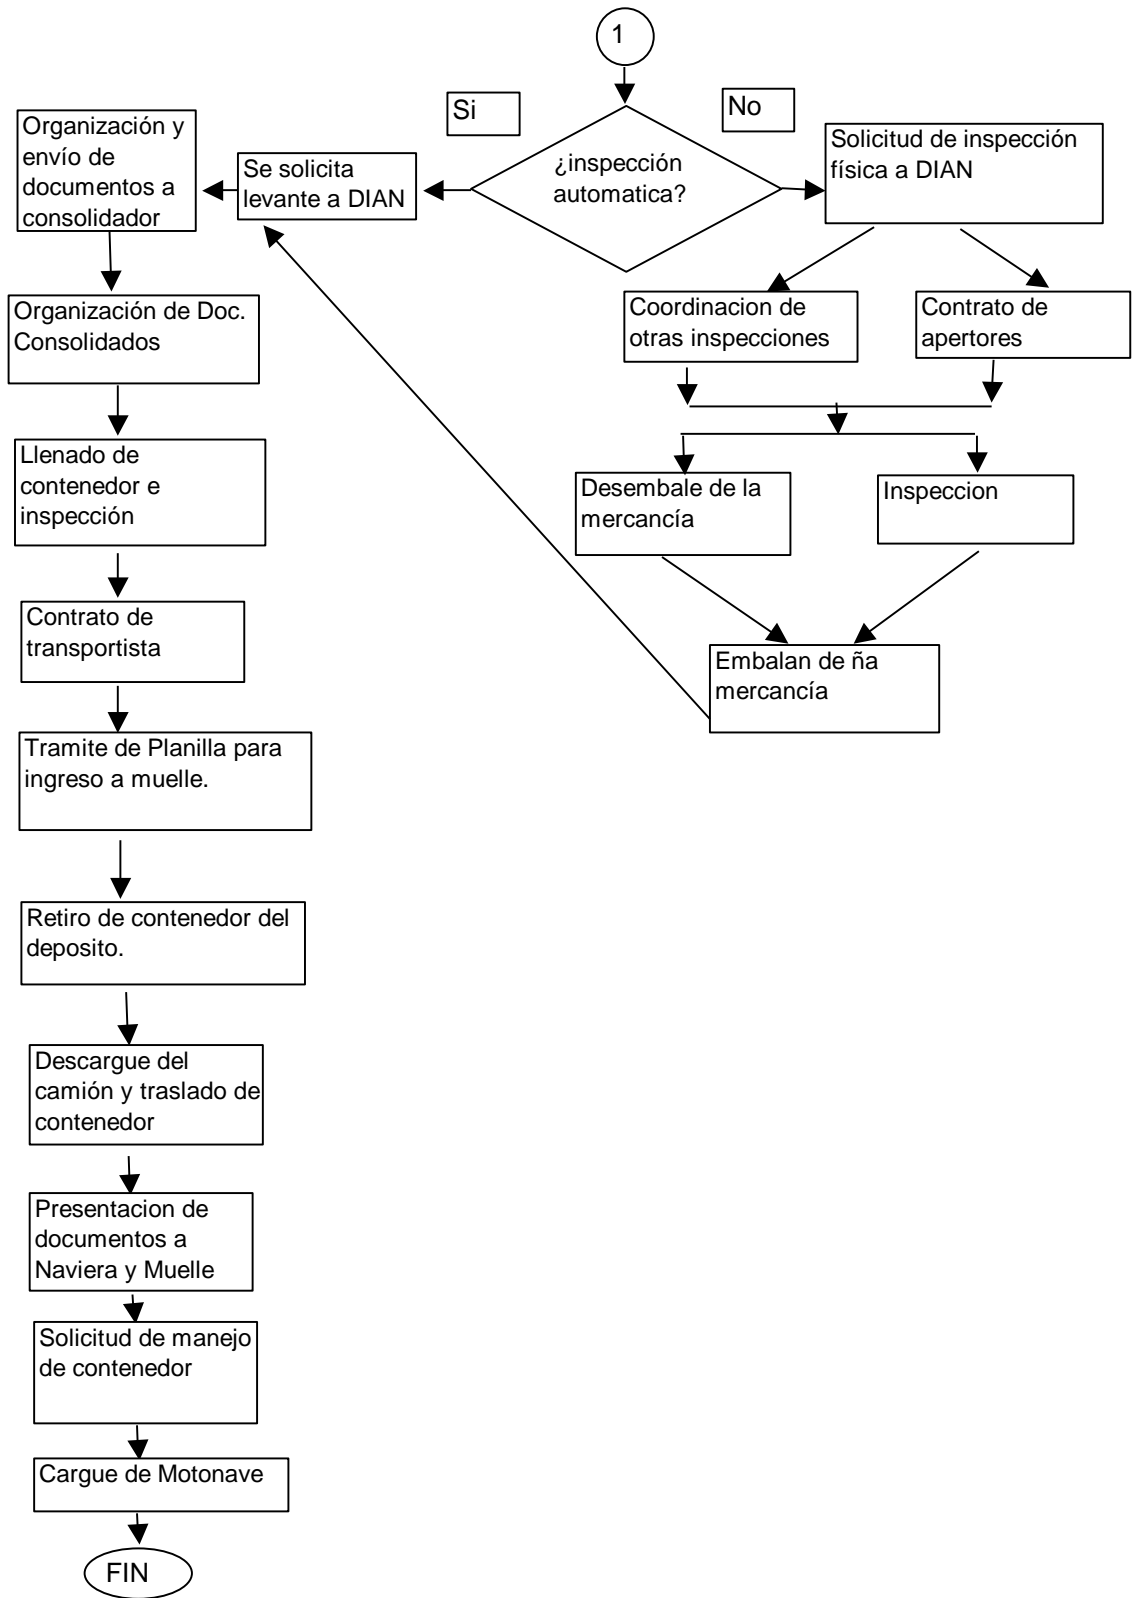 1
Si
No
¿inspección
automatica?
Solicitud de inspección
física a DIAN
Se solicita
levante a DIAN
Organización y
envío de
documentos a
consolidador
Coordinacion de
otras inspecciones
Contrato de
apertores
Organización de Doc.
Consolidados
Desembale de la
mercancía
Inspeccion
Llenado de
contenedor e
inspección
Embalan de ña
mercancía
Contrato de
transportista
Tramite de Planilla para
ingreso a muelle.
Retiro de contenedor del
deposito.
Descargue del
camión y traslado de
contenedor
Presentacion de
documentos a
Naviera y Muelle
Solicitud de manejo
de contenedor
Cargue de Motonave
FIN